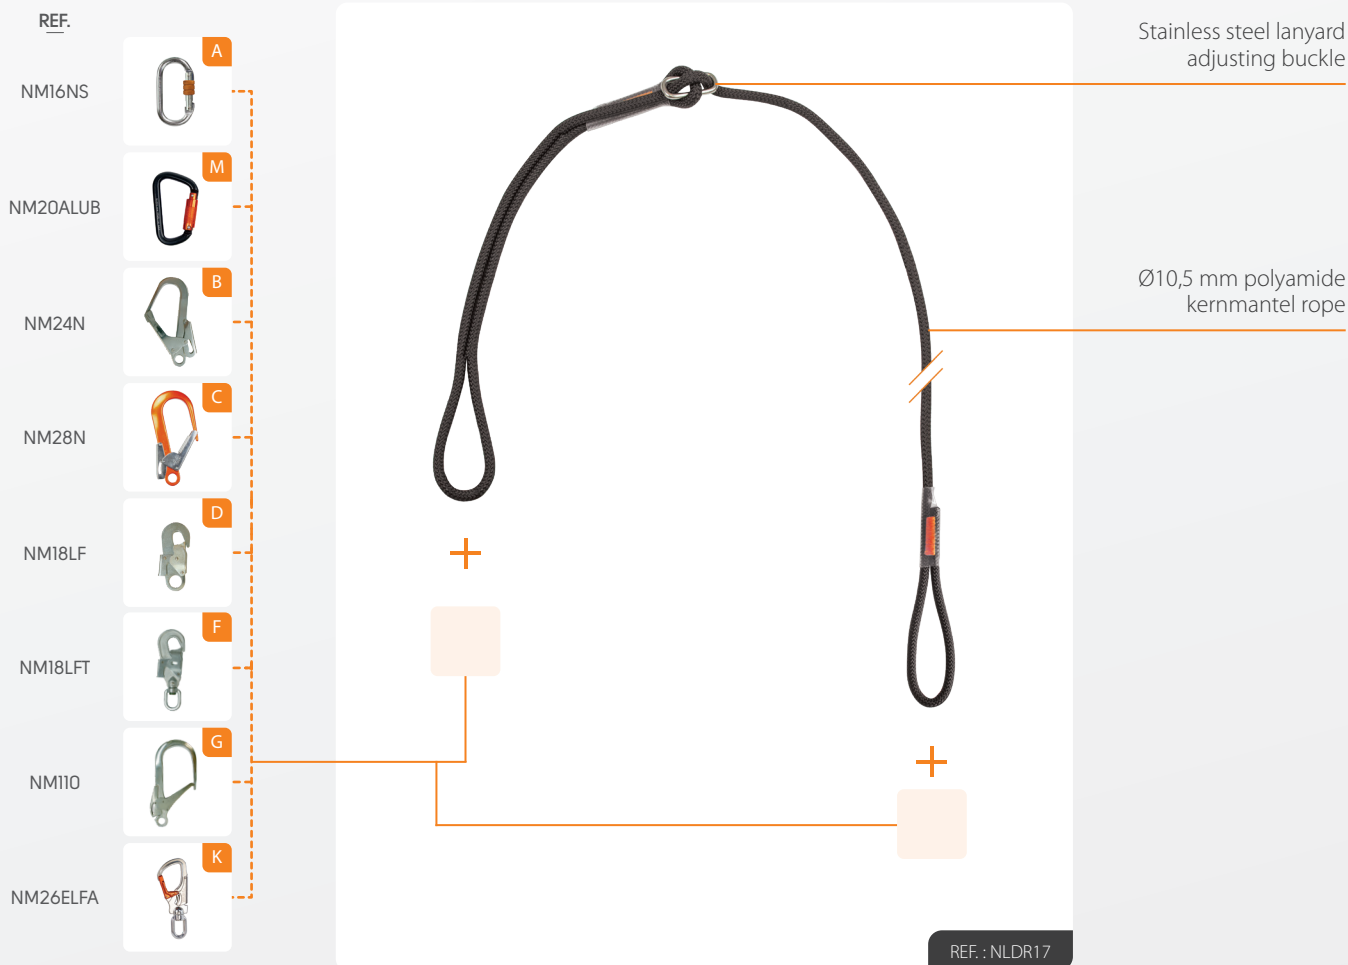 REF.
NM16NS
A
NM20ALUB
M
NM24N
B
NM28N
C
NM18LF
D
NM18LFT
F
NM110
G
NM26ELFA
K
Stainless steel lanyard
adjusting buckle
Ø10,5 mm polyamide
kernmantel rope
REF. : NLDR17